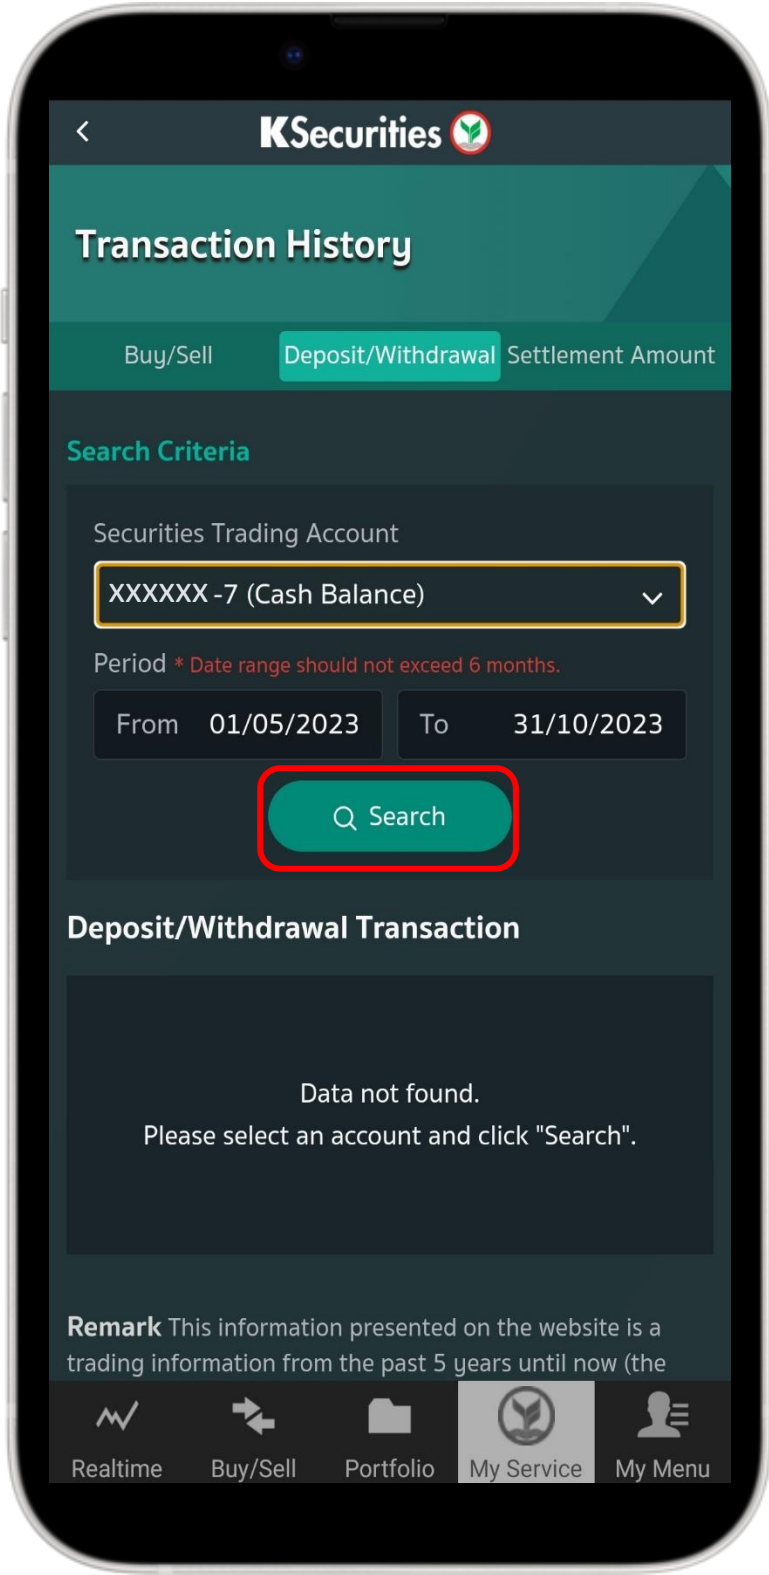 KSecurities
Transaction History
Buy/Sell Deposit/Withdrawal Settlement Amount
Search Criteria
Securities Trading Account
XXXXXX -7 (Cash Balance)
Period * Date range should not exceed 6 months.
From 01/05/2023 To 31/10/2023
Search
Deposit/Withdrawal Transaction
Data not found.
Please select an account and click "Search".
Remark This information presented on the website is a
trading information from the past 5 years until now (the
Realtime Buy/Sell Portfolio My Service My Menu